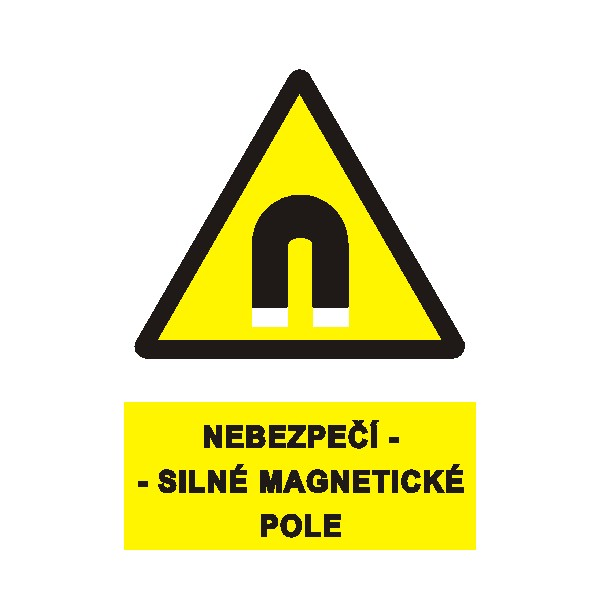 NEBEZPEČÍ -
- SILNÉ MAGNETICKÉ
POLE